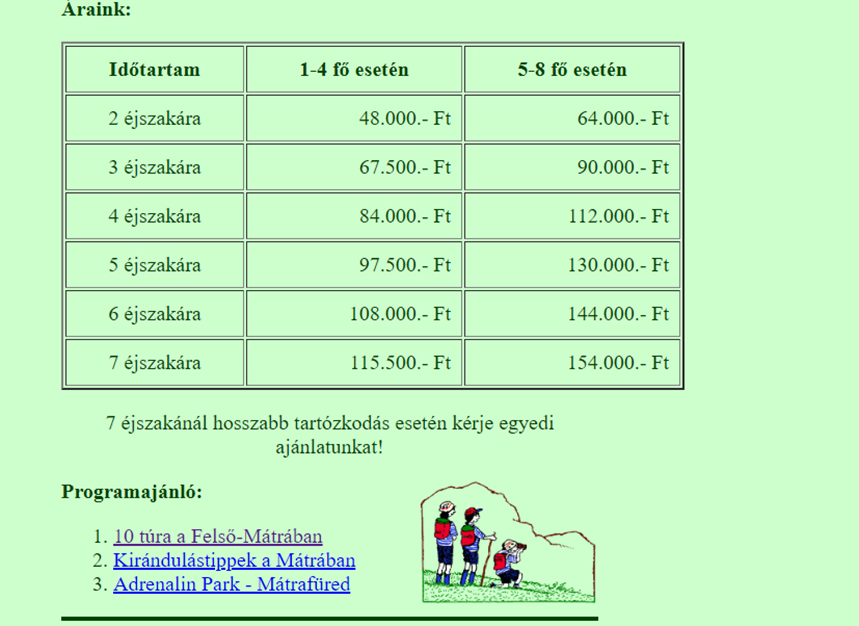 Áraink:
Időtartam 1-4 fő esetén 5-8 fő esetén
2 éjszakára 48.000.- Ft 64.000.- Ft
3 éjszakára 67.500.- Ft 90.000.- Ft
4 éjszakára 84.000.- Ft 112.000.- Ft
5 éjszakára 97.500.- Ft 130.000.- Ft
6 éjszakára 108.000.- Ft 144.000.- Ft
7 éjszakára 115.500.- Ft 154.000.- Ft
7 éjszakánál hosszabb tartózkodás esetén kérje egyedi
ajánlatunkat!
Programajánló:
1. 10 túra a Felső-Mátrában
2. Kirándulástippek a Mátrában
3. Adrenalin Park - Mátrafüred